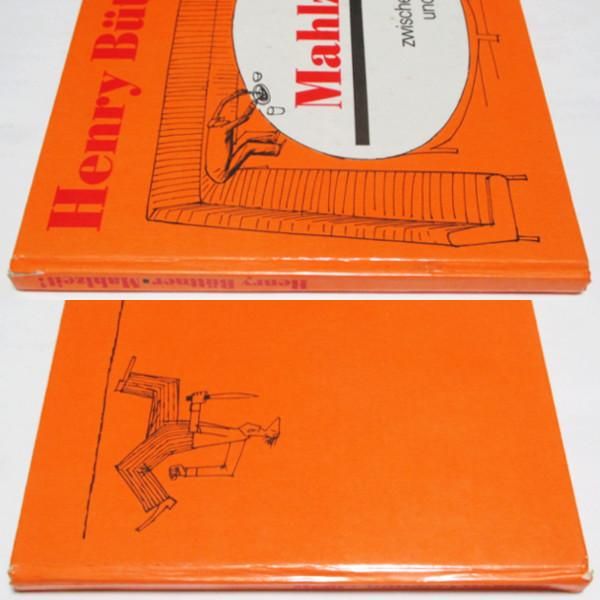 Henry Büt
Mahlz
zwische
und
Henry Büttner • Mahlzeit!